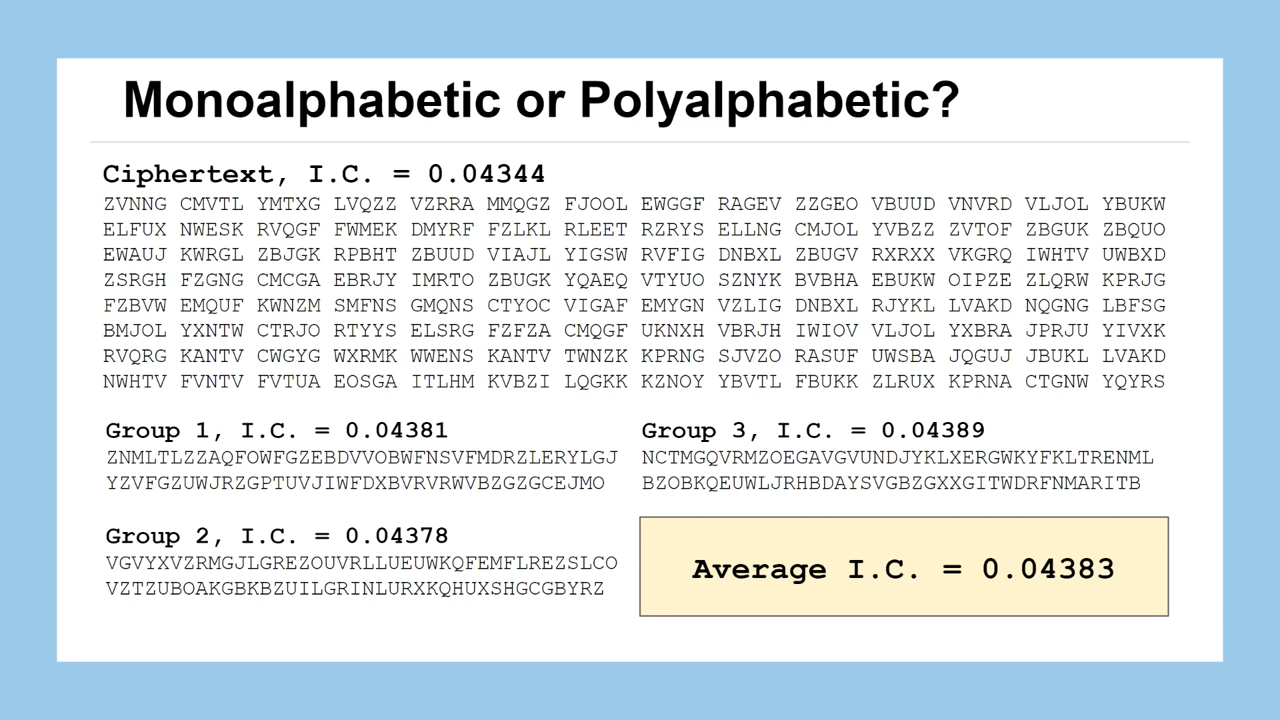 Monoalphabetic or Polyalphabetic?
Ciphertext, I.C. = 0.04344
ZVNNG CMVTL YMTXG LVQZZ VZRRA MMQGZ FJOOL EWGGF RAGEV ZZGEO VBUUD VNVRD VLJOL YBUKW
ELFUX NWESK RVQGF FWMEK DMYRF FZLKL RLEET RZRYS ELLNG CMJOL YVBZZ ZVTOF ZBGUK ZBQUO
EWAUJ KWRGL ZBJGK RPBHT ZBUUD VIAJL YIGSW RVFIG DNBXL ZBUGV RXRXX VKGRQ IWHTV UWBXD
ZSRGH FZGNG CMCGA EBRJY IMRTO ZBUGK YQAEQ VTYUO SZNYK BVBHA EBUKW OIPZE ZLQRW KPRJG
FZBVW EMQUF KWNZM SMFNS GMQNS CTYOC VIGAF EMYGN VZLIG DNBXL RJYKL LVAKD NQGNG LBFSG
BMJOL YXNTW CTRJO RTYYS ELSRG FZFZA CMQGF UKNXH VBRJH IWIOV VLJOL YXBRA JPRJU YIVXK
RVQRG KANTV CWGYG WXRMK WWENS KANTV TWNZK KPRNG SJVZO RASUF UWSBA JQGUJ JBUKL LVAKD
NWHTV FVNTV FVTUA EOSGA ITLHM KVBZI LQGKK KZNOY YBVTL FBUKK ZLRUX KPRNA CTGNW YQYRS
Group 1, I.C. = 0.04381
ZNMLTLZZAQFOWFGZEBDVVOBWFNSVFMDRZLERYLGJ
YZVFGZUWJRZGPTUVJIWFDXBVRVRWVBZGZGCEJMO
Group 3, I.C. = 0.04389
NCTMGQVRMZOEGAVGVUNDJYKLXERGWKYFKLTRENML
BZOBKQEUWLJRHBDAYSVGBZGXXGITWDRFNMARITB
Group 2, I.C. = 0.04378
VGVYXVZRMGJLGREZOUVRLLUEUWKQFEMFLREZSLCO
VZTZUBOAKGBKBZUILGRINLURXKQHUXSHGCGBYRZ
Average I.C. = 0.04383